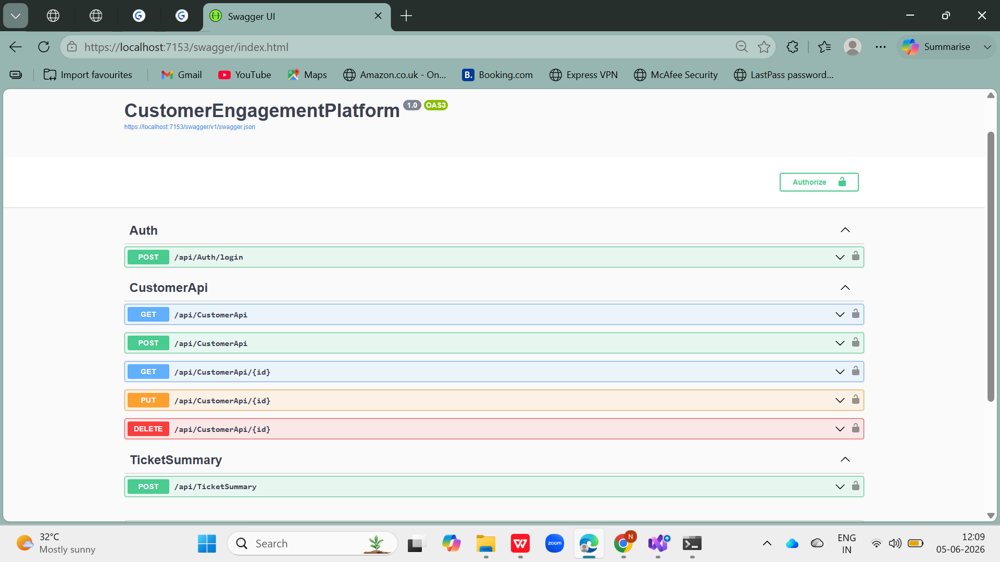 Swagger UI
https://localhost:7153/swagger/index.html
Summarise
Import favourites
Gmail
YouTube
Maps
Amazon.co.uk - On...
B. Booking.com
Express VPN
McAfee Security
LastPass password...
CustomerEngagementPlatform 1.0 OAS3
https://localhost:7153/swagger/v1/swagger.json
Authorize
Auth
POST /api/Auth/login
CustomerApi
GET /api/CustomerApi
POST /api/CustomerApi
GET /api/CustomerApi/{id}
PUT /api/CustomerApi/{id}
DELETE /api/CustomerApi/{id}
TicketSummary
POST /api/TicketSummary
32°C
Mostly sunny
Search
zoom
N
ENG
IN
12:09
05-06-2026